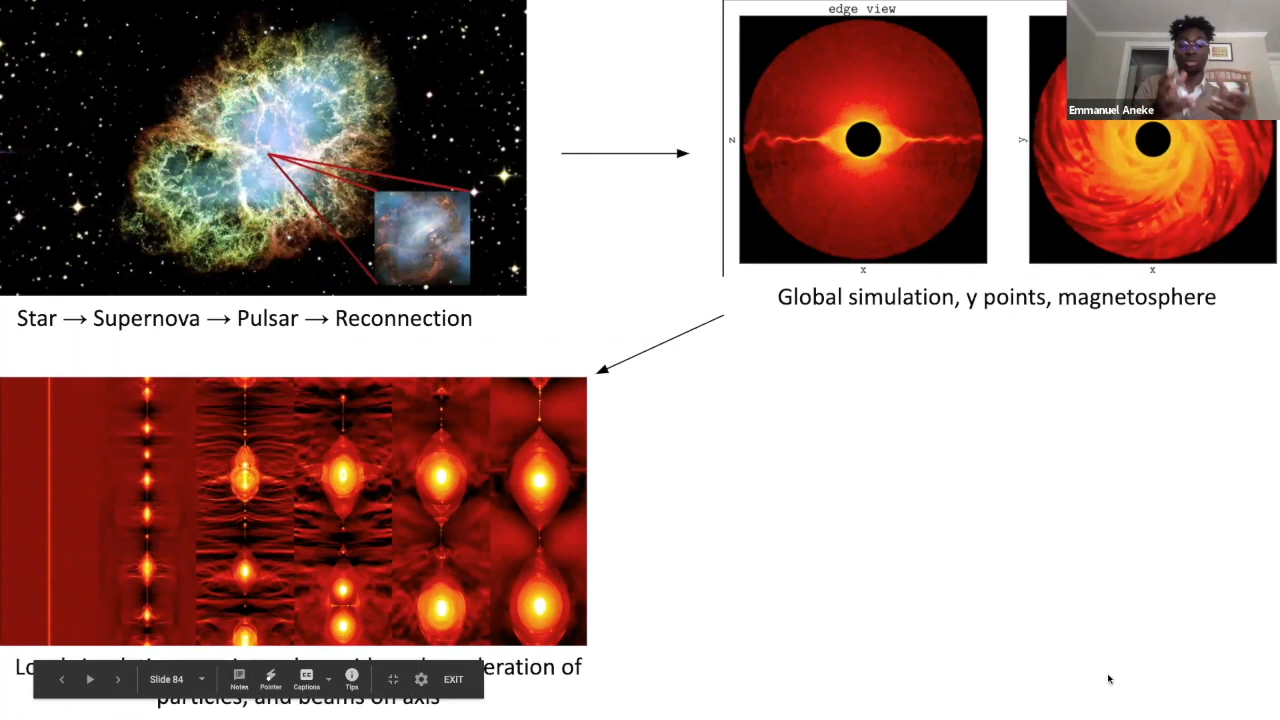 edge view
z
x
y
x
Emmanuel Aneke
Star → Supernova → Pulsar → Reconnection
Global simulation, y points, magnetosphere
of
particles, and beams on axis
Slide 84
Notes
Pointer
Captions
Tips
EXIT